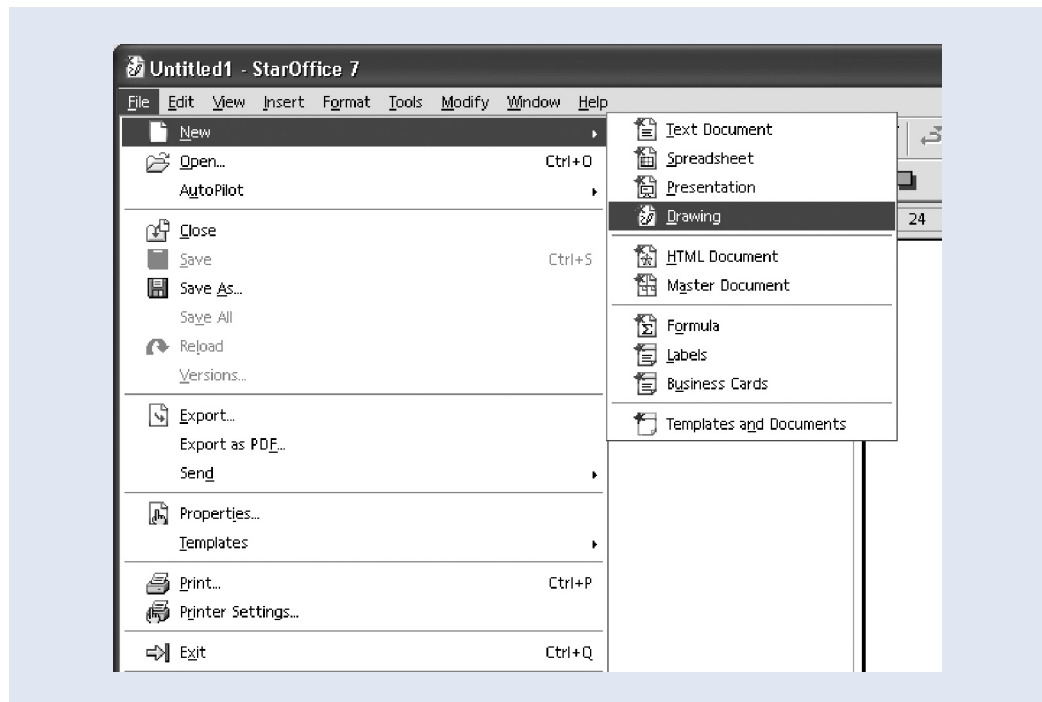 Untitled1 - StarOffice 7
File Edit View Insert Format Tools Modify Window Help
New
Open... Ctrl+O
AutoPilot
Close
Save Ctrl+S
Save As...
Save All
Reload
Versions...
Export...
Export as PDF...
Send
Properties...
Templates
Print... Ctrl+P
Printer Settings...
Exit Ctrl+Q
Text Document
Spreadsheet
Presentation
Drawing
HTML Document
Master Document
Formula
Labels
Business Cards
Templates and Documents
24